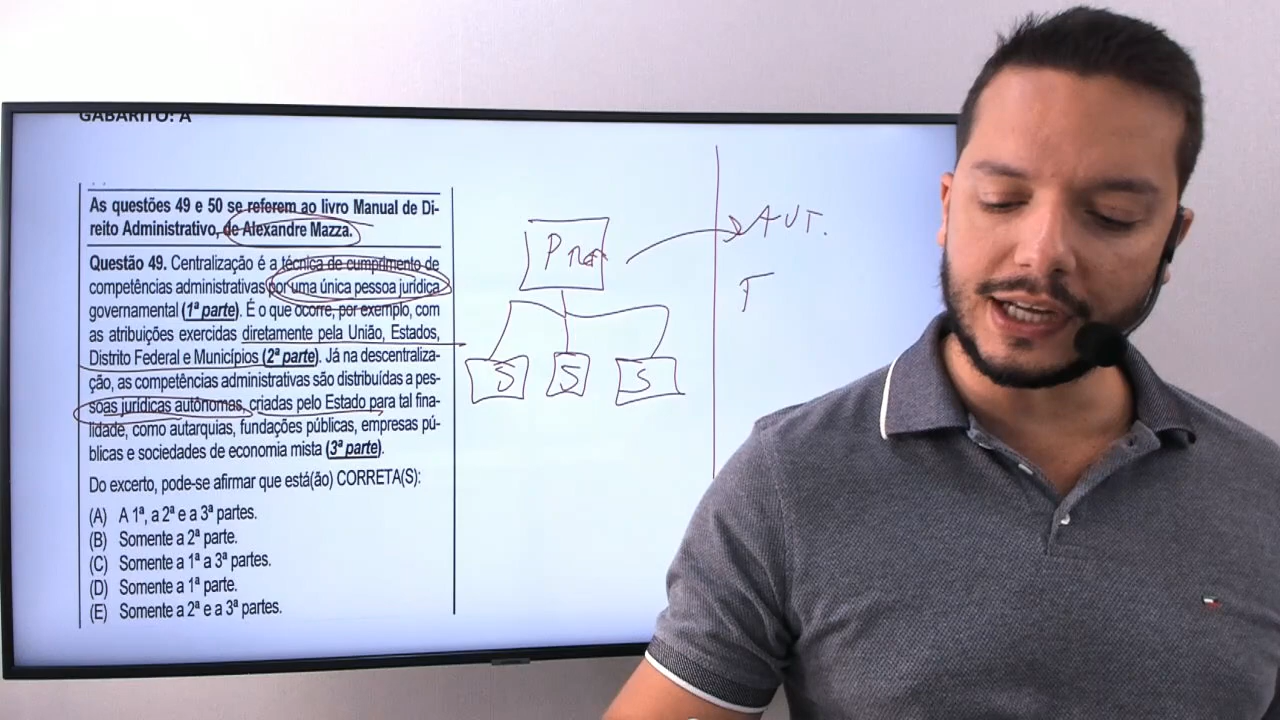 GABARITO: A
As questões 49 e 50 se referem ao livro Manual de Di-
reito Administrativo, de Alexandre Mazza.
Questão 49. Centralização é a técnica de cumprimento de
competências administrativas por uma única pessoa jurídica
governamental (1ª parte). É o que ocorre, por exemplo, com
as atribuições exercidas diretamente pela União, Estados,
Distrito Federal e Municípios (2ª parte). Já na descentraliza-
ção, as competências administrativas são distribuídas a pes-
soas jurídicas autônomas, criadas pelo Estado para tal fina-
lidade, como autarquias, fundações públicas, empresas pú-
blicas e sociedades de economia mista (3ª parte).
Do excerto, pode-se afirmar que está(ão) CORRETA(S):
(A) A 1ª, a 2ª e a 3ª partes.
(B) Somente a 2ª parte.
(C) Somente a 1ª a 3ª partes.
(D) Somente a 1ª parte.
(E) Somente a 2ª e a 3ª partes.
Pref
S S S
AUT.
F